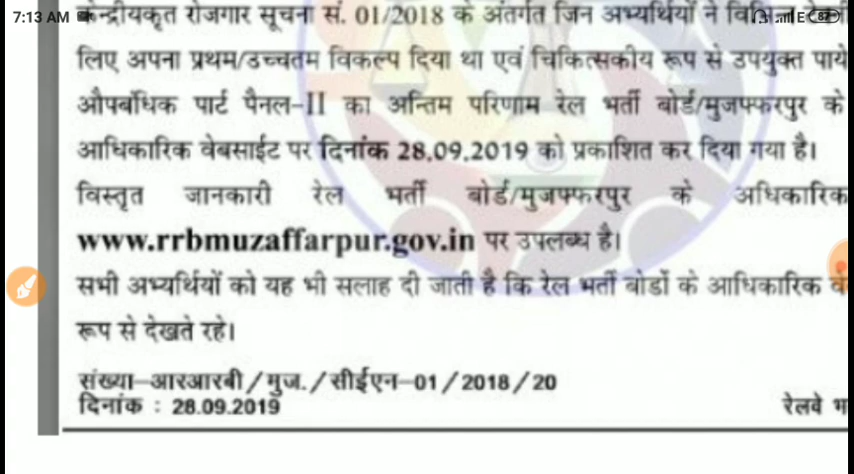 7:13 AM
केन्द्रीयकृत रोजगार सूचना सं. 01/2018 के अंतर्गत जिन अभ्यर्थियों ने
E 87
लिए अपना प्रथम/उच्चतम विकल्प दिया था एवं चिकित्सकीय रूप से उपयुक्त पाये
औपबंधिक पार्ट पैनल-II का अन्तिम परिणाम रेल भर्ती बोर्ड/मुजफ्फरपुर के
आधिकारिक वेबसाईट पर दिनांक 28.09.2019 को प्रकाशित कर दिया गया है।
विस्तृत जानकारी रेल भर्ती बोर्ड/मुजफ्फरपुर के अधिकारिक
www.rrbmuzaffarpur.gov.in पर उपलब्ध है।
सभी अभ्यर्थियों को यह भी सलाह दी जाती है कि रेल भर्ती बोर्डो के आधिकारिक
रूप से देखते रहे।
संख्या-आरआरबी/मुज./सीईएन-01/2018/20
दिनांक : 28.09.2019
रेलवे